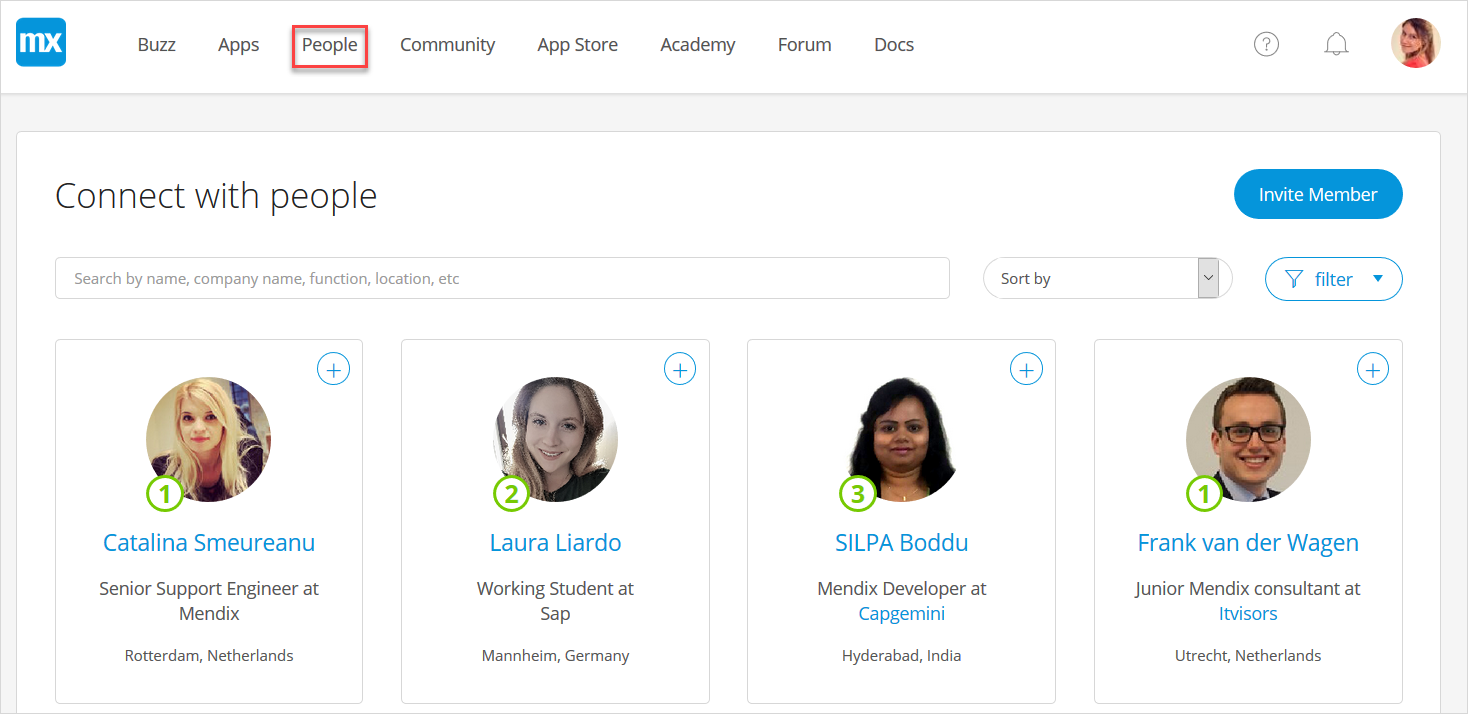 mx Buzz Apps People Community App Store Academy Forum Docs ?
Connect with people Invite Member
Search by name, company name, function, location, etc Sort by filter
1 2 3 1
Catalina Smeureanu Laura Liardo SILPA Boddu Frank van der Wagen
Senior Support Engineer at Working Student at Mendix Developer at Junior Mendix consultant at
Mendix Sap Capgemini Itvisors
Rotterdam, Netherlands Mannheim, Germany Hyderabad, India Utrecht, Netherlands